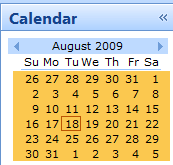 Calendar «
August 2009
Su Mo Tu We Th Fr Sa
26 27 28 29 30 31 1
2 3 4 5 6 7 8
9 10 11 12 13 14 15
16 17 18 19 20 21 22
23 24 25 26 27 28 29
30 31 1 2 3 4 5